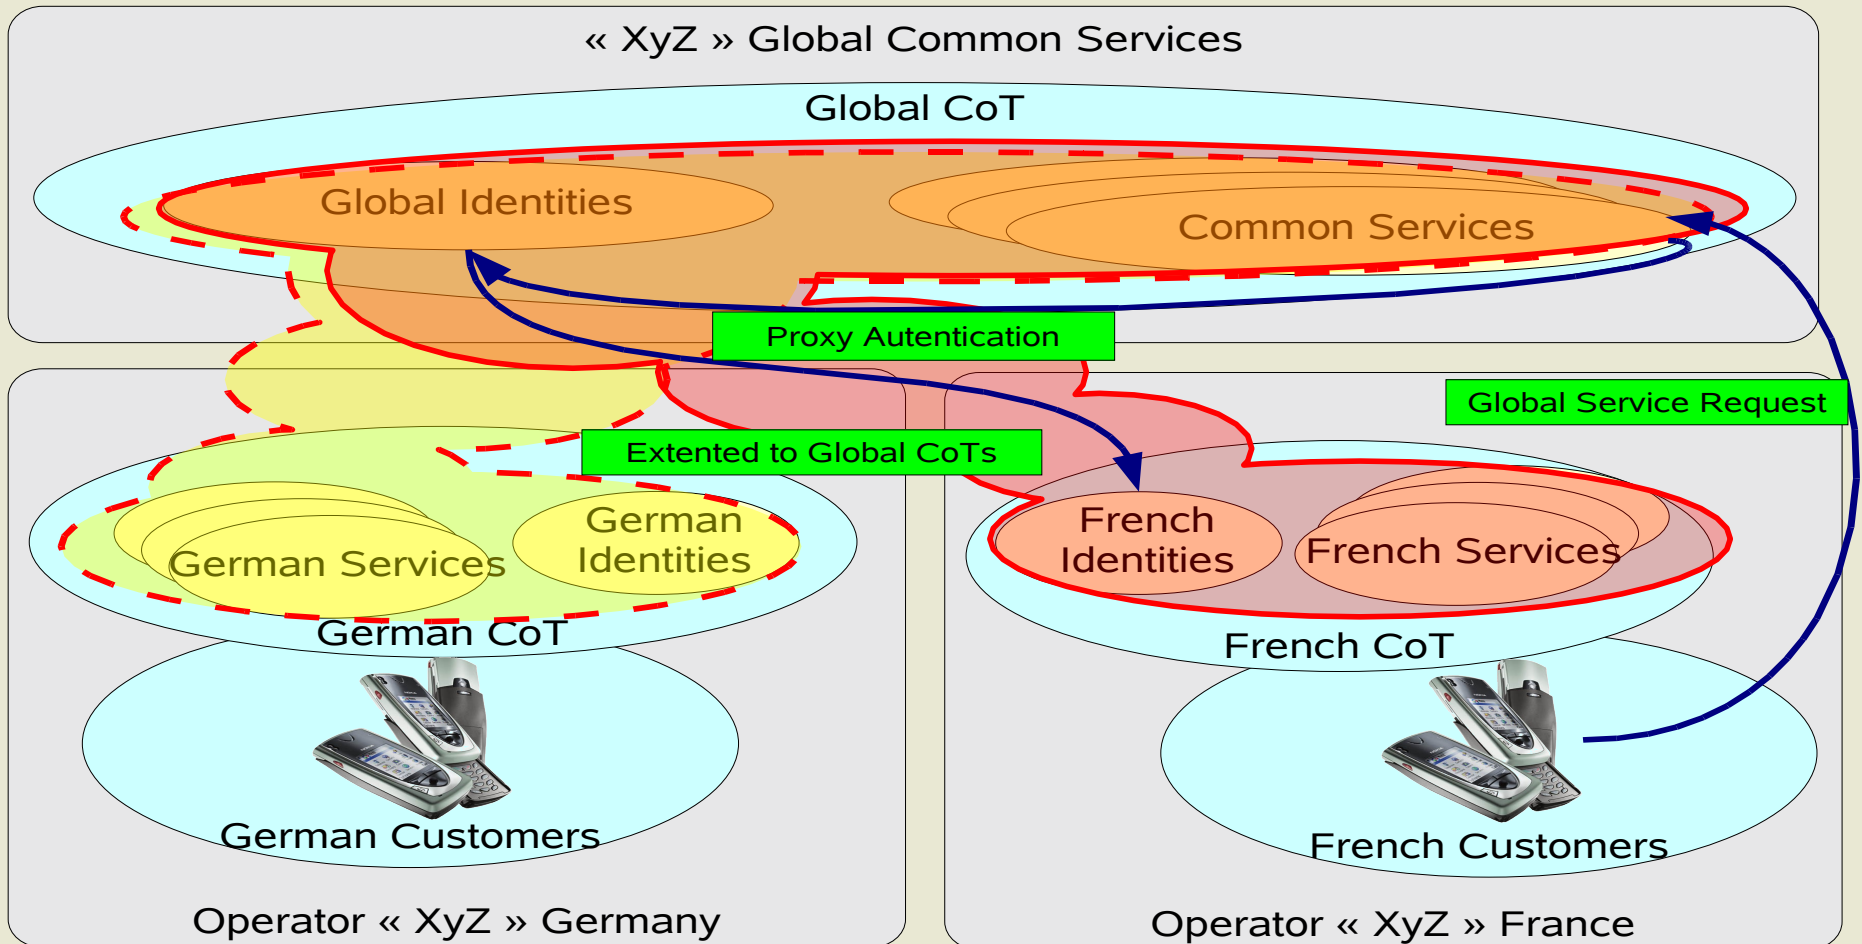 « XyZ » Global Common Services
Global CoT
Global Identities
Common Services
Proxy Autentication
Global Service Request
Extented to Global CoTs
German
Identities
German Services
German CoT
French
Identities
French Services
French CoT
German Customers
French Customers
Operator « XyZ » Germany
Operator « XyZ » France